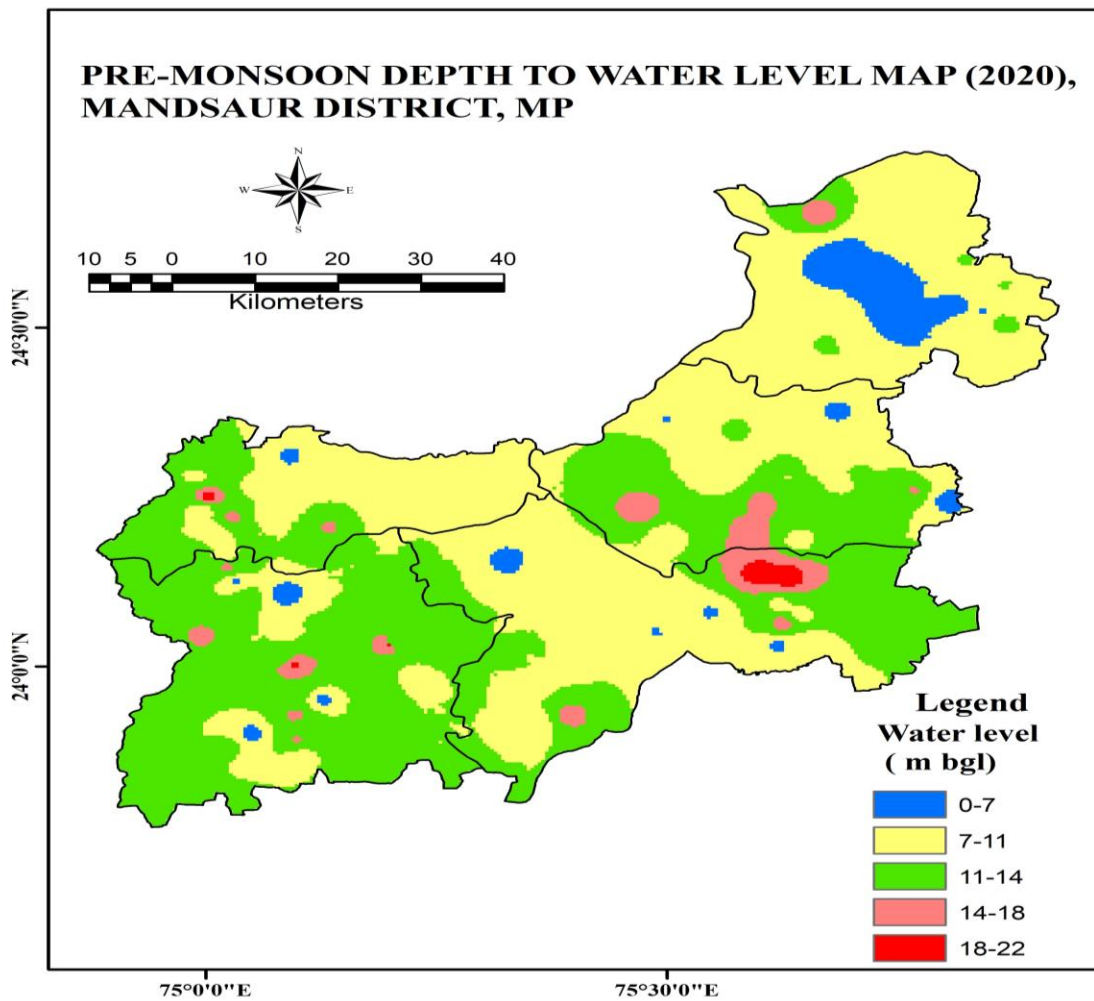 PRE-MONSOON DEPTH TO WATER LEVEL MAP (2020),
MANDSAUR DISTRICT, MP
N
W E
S
10 5 0 10 20 30 40
Kilometers
24°30'0"N
24°0'0"N
Legend
Water level
( m bgl)
0-7
7-11
11-14
14-18
18-22
75°0'0"E 75°30'0"E